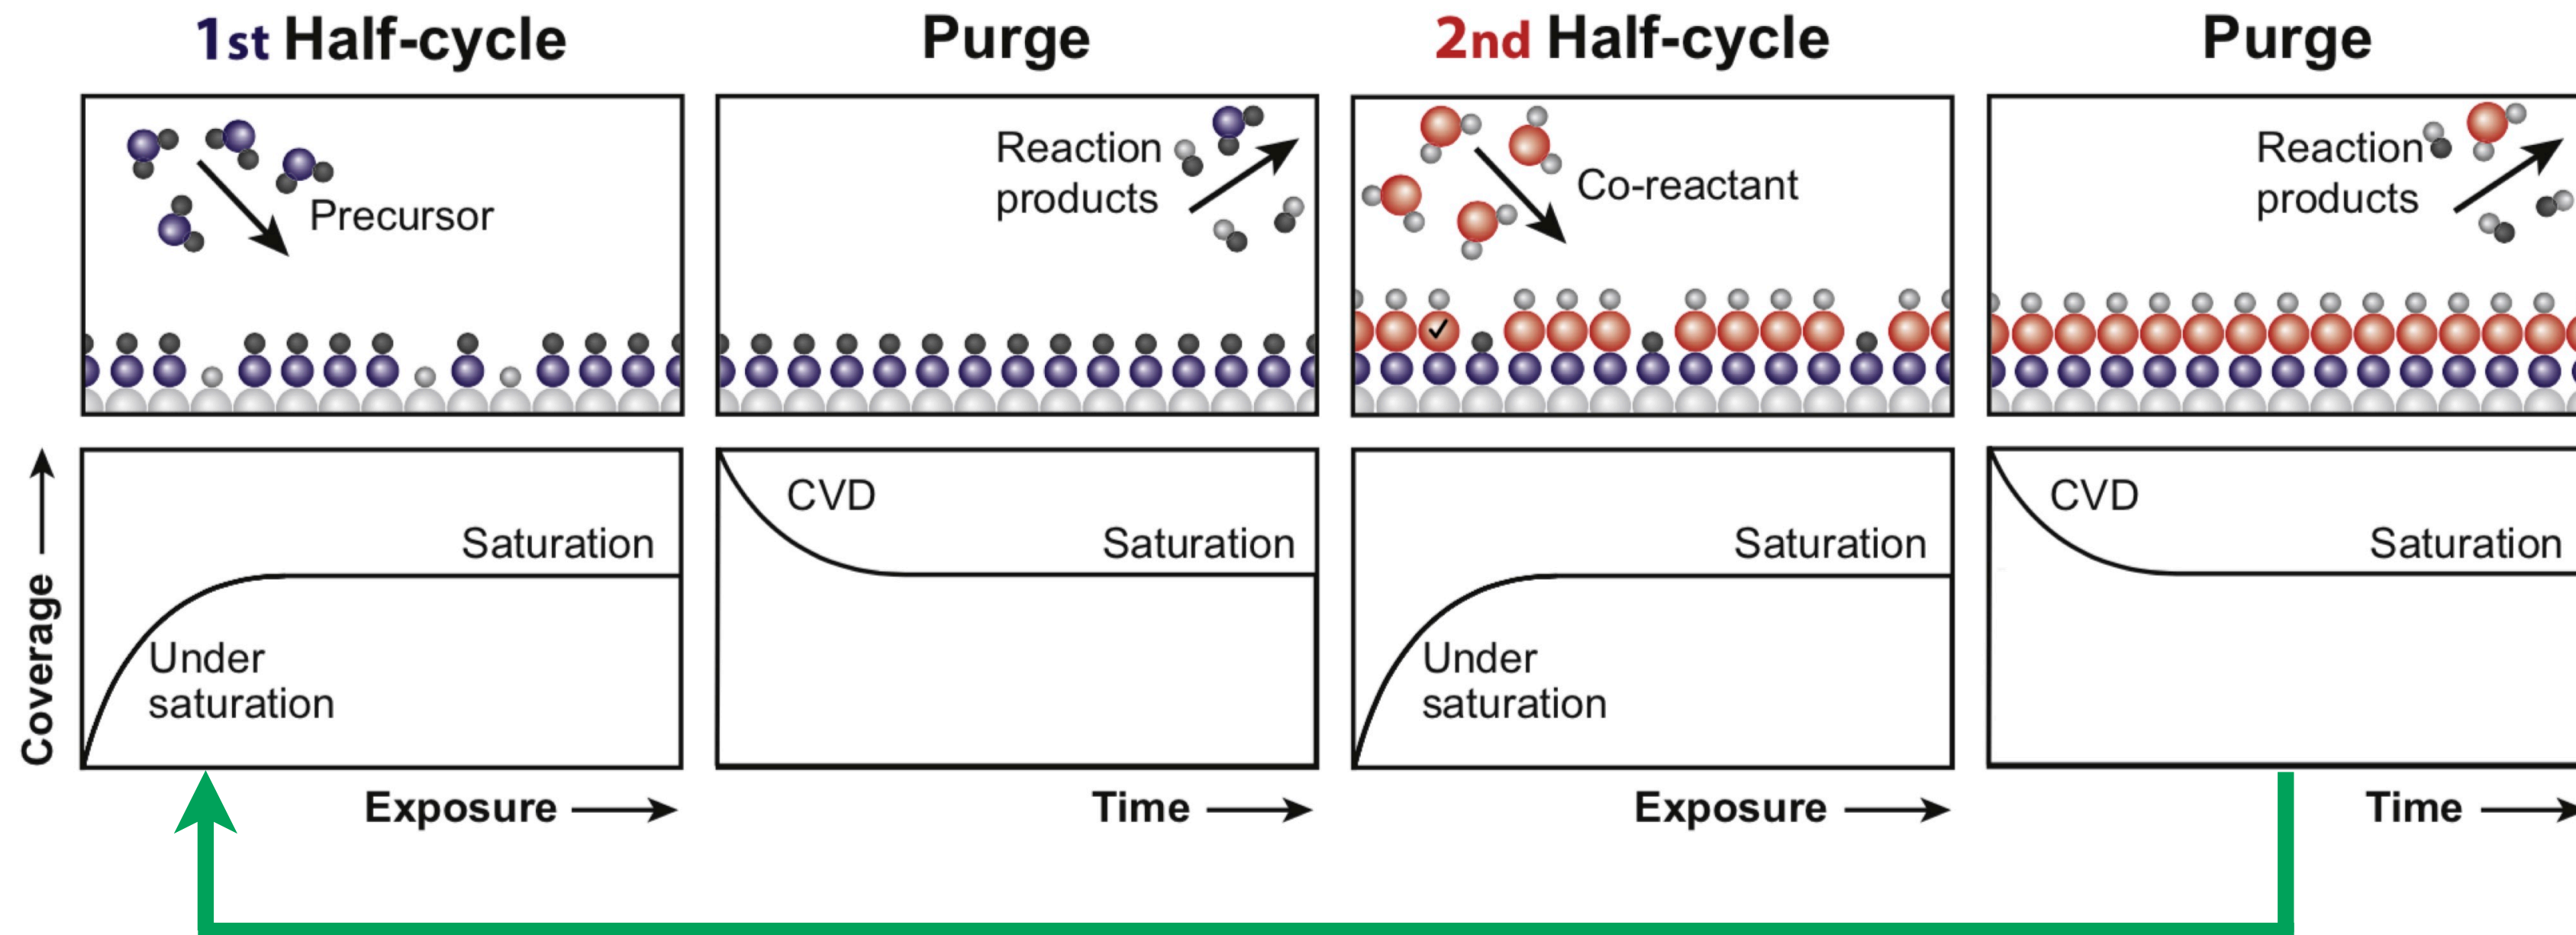 1st Half-cycle
Purge
2nd Half-cycle
Purge
Precursor
Reaction
products
Co-reactant
Reaction
products
Coverage
Under
saturation
Saturation
CVD
Saturation
Under
saturation
Saturation
CVD
Saturation
Exposure
Time
Exposure
Time